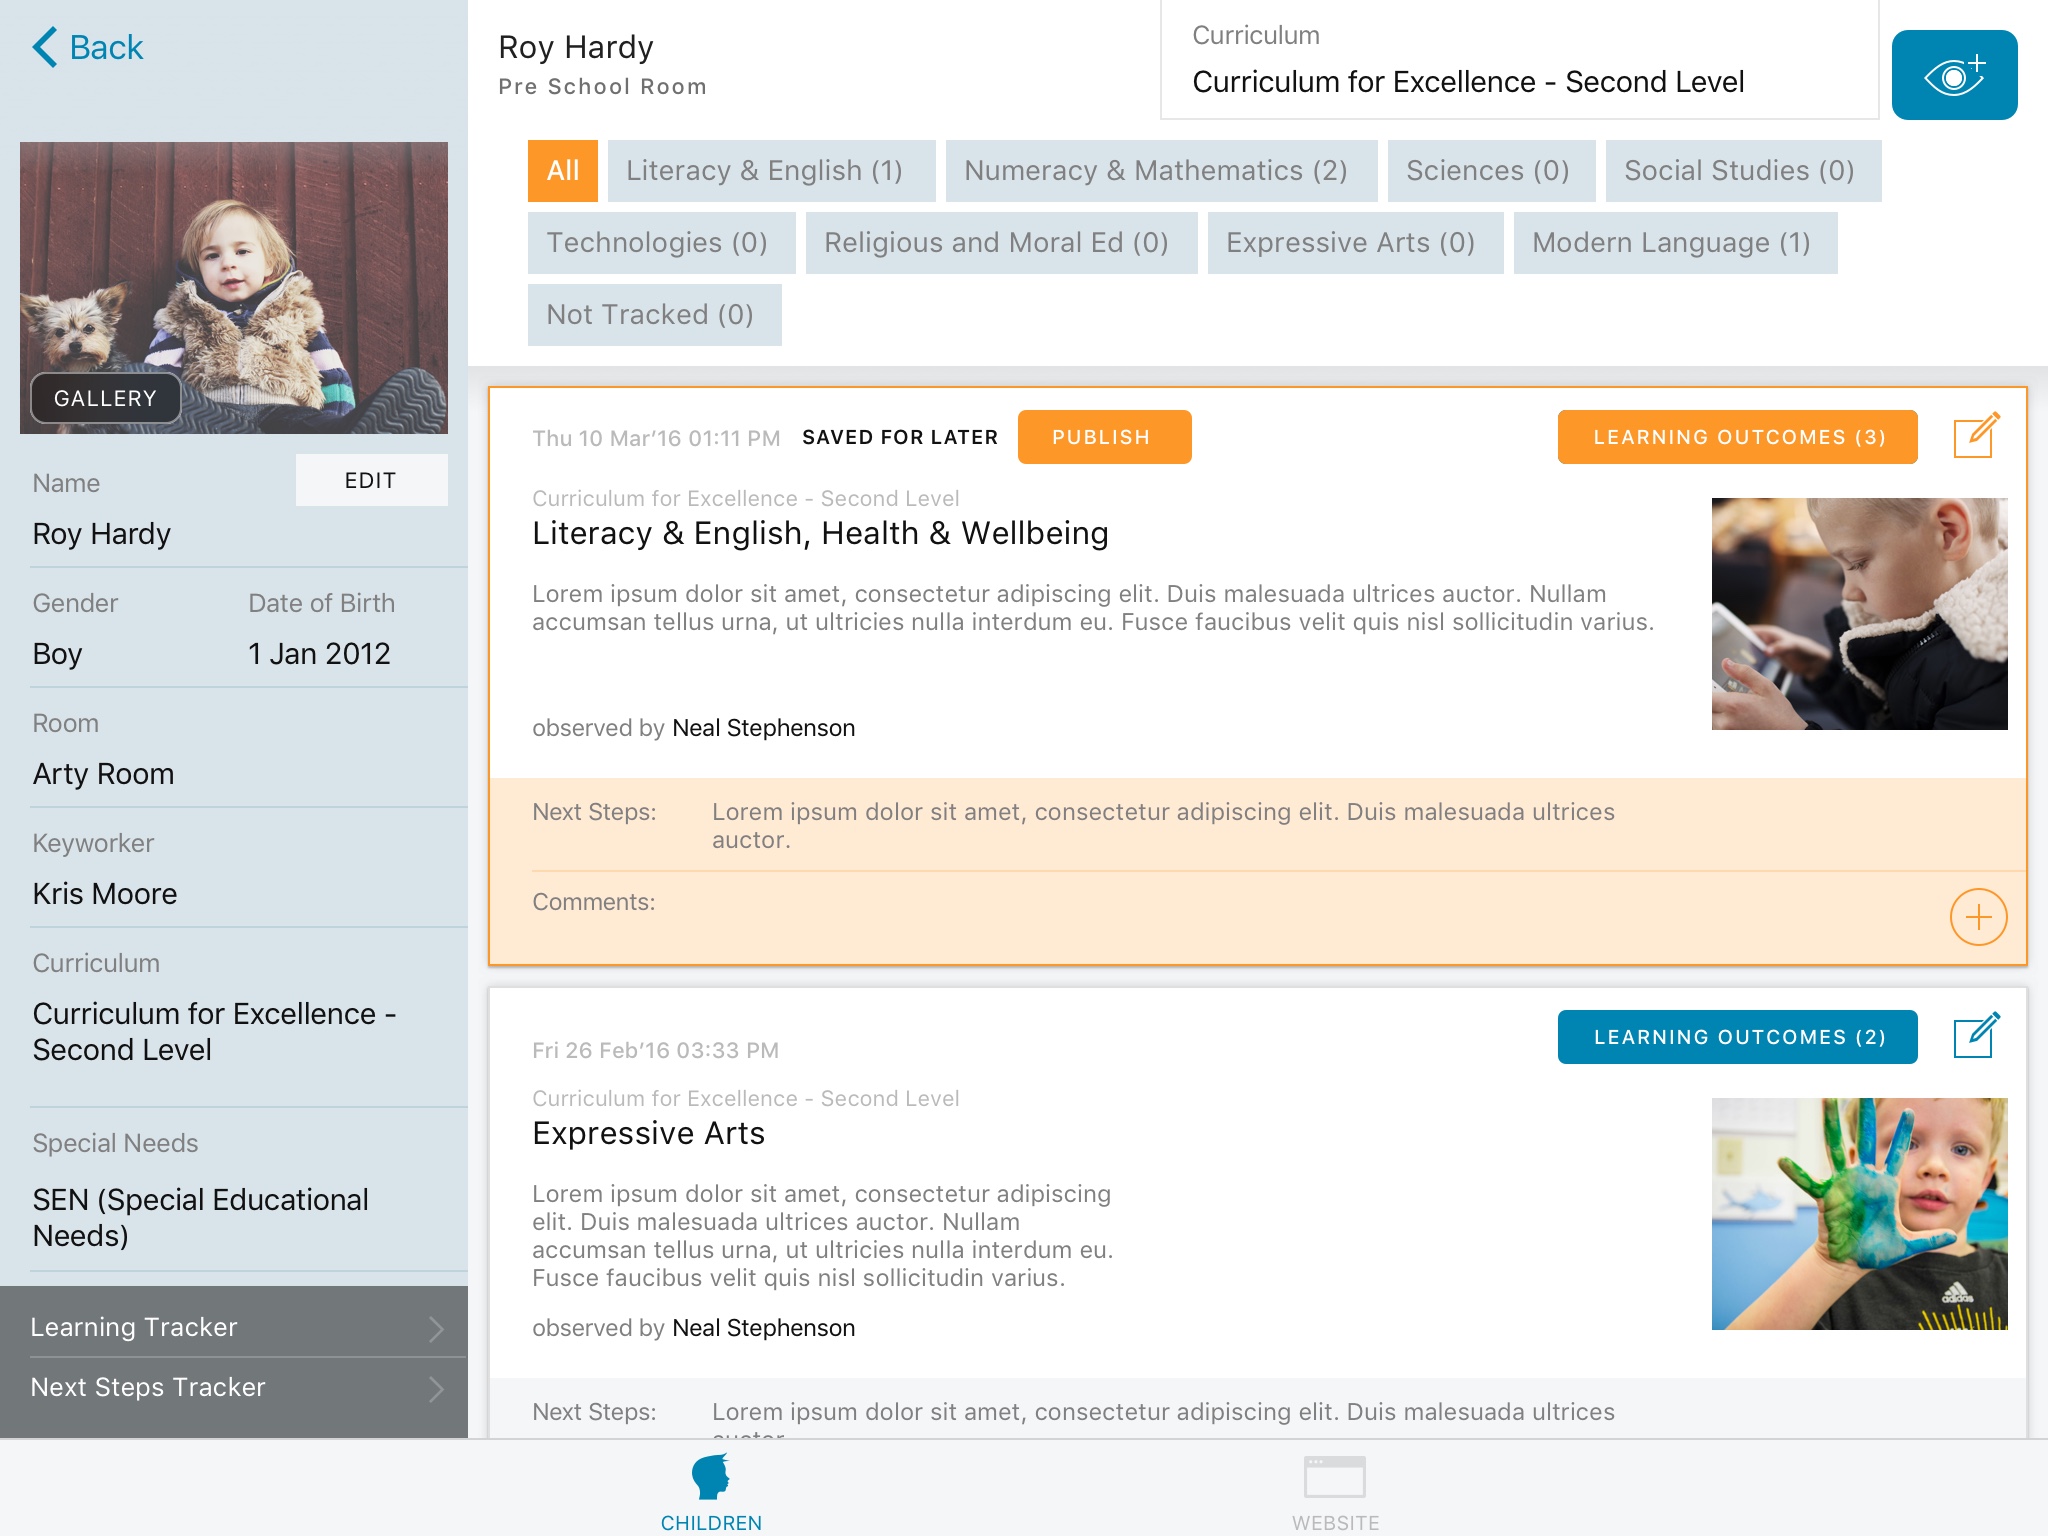 Back
GALLERY
Name
EDIT
Roy Hardy
Gender
Date of Birth
Boy
1 Jan 2012
Room
Arty Room
Keyworker
Kris Moore
Curriculum
Curriculum for Excellence -
Second Level
Special Needs
SEN (Special Educational
Needs)
Learning Tracker
Next Steps Tracker
Roy Hardy
Pre School Room
Curriculum
Curriculum for Excellence - Second Level
All
Literacy & English (1)
Numeracy & Mathematics (2)
Sciences (0)
Social Studies (0)
Technologies (0)
Religious and Moral Ed (0)
Expressive Arts (0)
Modern Language (1)
Not Tracked (0)
Thu 10 Mar’16 01:11 PM
SAVED FOR LATER
PUBLISH
LEARNING OUTCOMES (3)
Curriculum for Excellence - Second Level
Literacy & English, Health & Wellbeing
Lorem ipsum dolor sit amet, consectetur adipiscing elit. Duis malesuada ultrices auctor. Nullam
accumsan tellus urna, ut ultricies nulla interdum eu. Fusce faucibus velit quis nisl sollicitudin varius.
observed by Neal Stephenson
Next Steps:
Lorem ipsum dolor sit amet, consectetur adipiscing elit. Duis malesuada ultrices
auctor.
Comments:
Fri 26 Feb’16 03:33 PM
LEARNING OUTCOMES (2)
Curriculum for Excellence - Second Level
Expressive Arts
Lorem ipsum dolor sit amet, consectetur adipiscing
elit. Duis malesuada ultrices auctor. Nullam
accumsan tellus urna, ut ultricies nulla interdum eu.
Fusce faucibus velit quis nisl sollicitudin varius.
observed by Neal Stephenson
adidas
Next Steps:
Lorem ipsum dolor sit amet, consectetur adipiscing elit. Duis malesuada ultrices
CHILDREN
WEBSITE